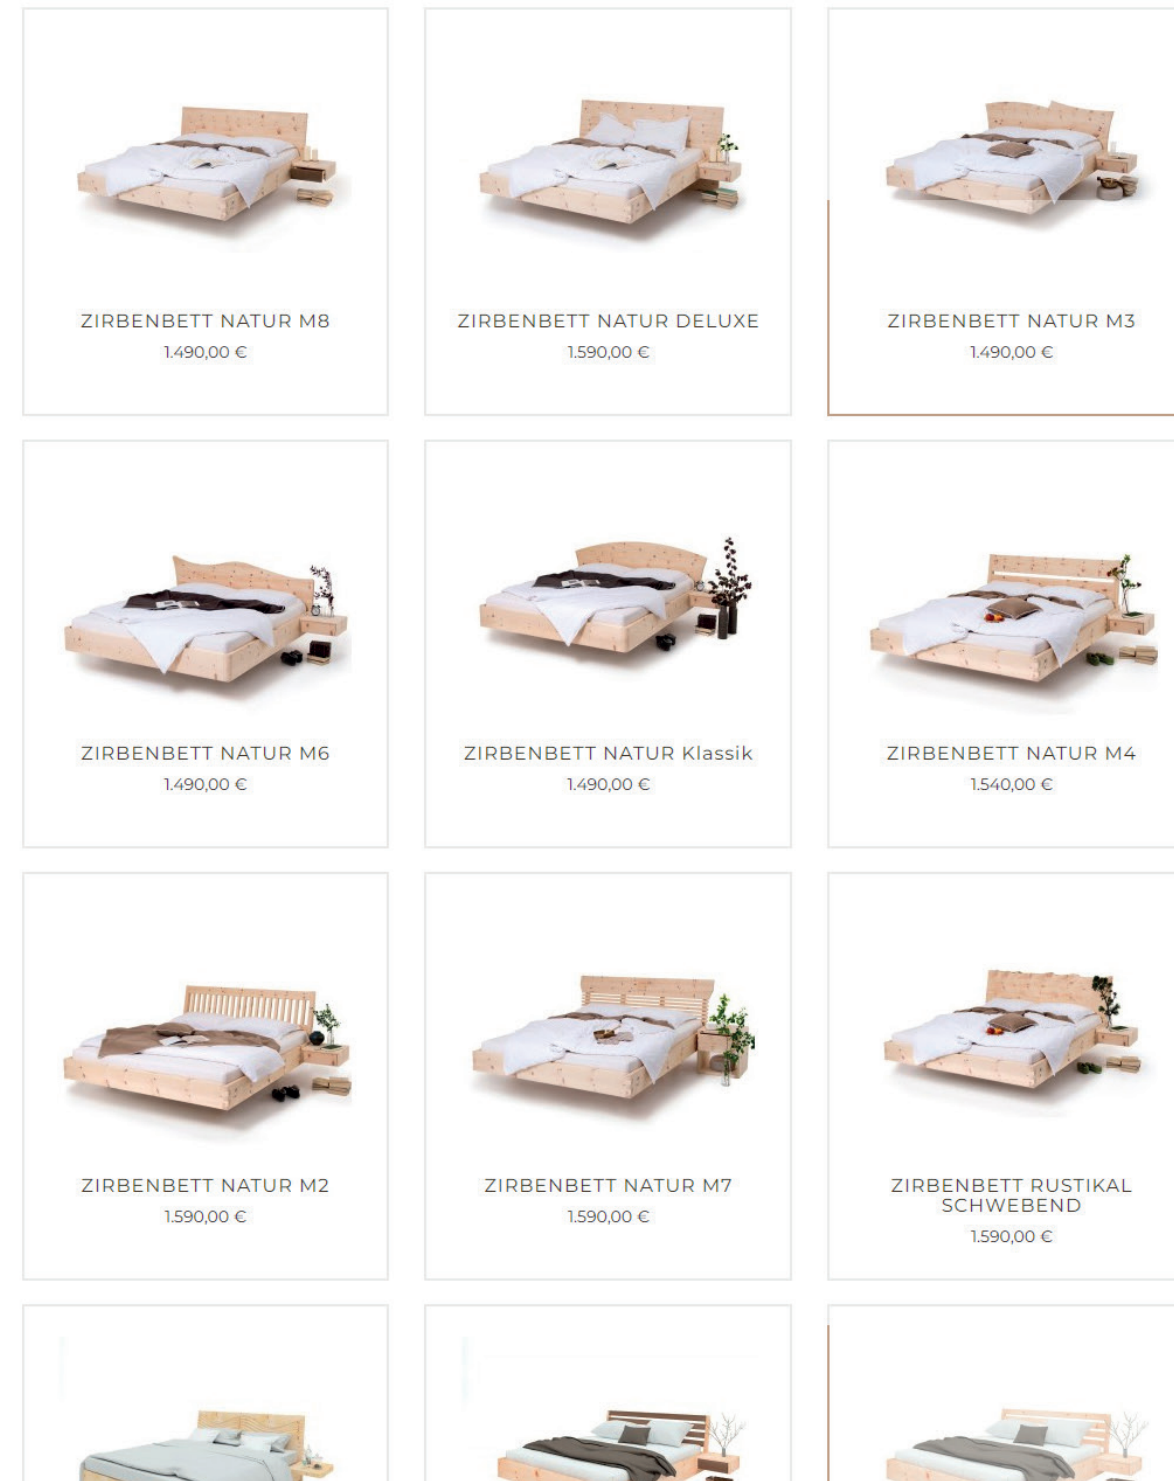 ZIRBENBETT NATUR M8
1.490,00 €
ZIRBENBETT NATUR DELUXE
1.590,00 €
ZIRBENBETT NATUR M3
1.490,00 €
ZIRBENBETT NATUR M6
1.490,00 €
ZIRBENBETT NATUR Klassik
1.490,00 €
ZIRBENBETT NATUR M4
1.540,00 €
ZIRBENBETT NATUR M2
1.590,00 €
ZIRBENBETT NATUR M7
1.590,00 €
ZIRBENBETT RUSTIKAL
SCHWEBEND
1.590,00 €